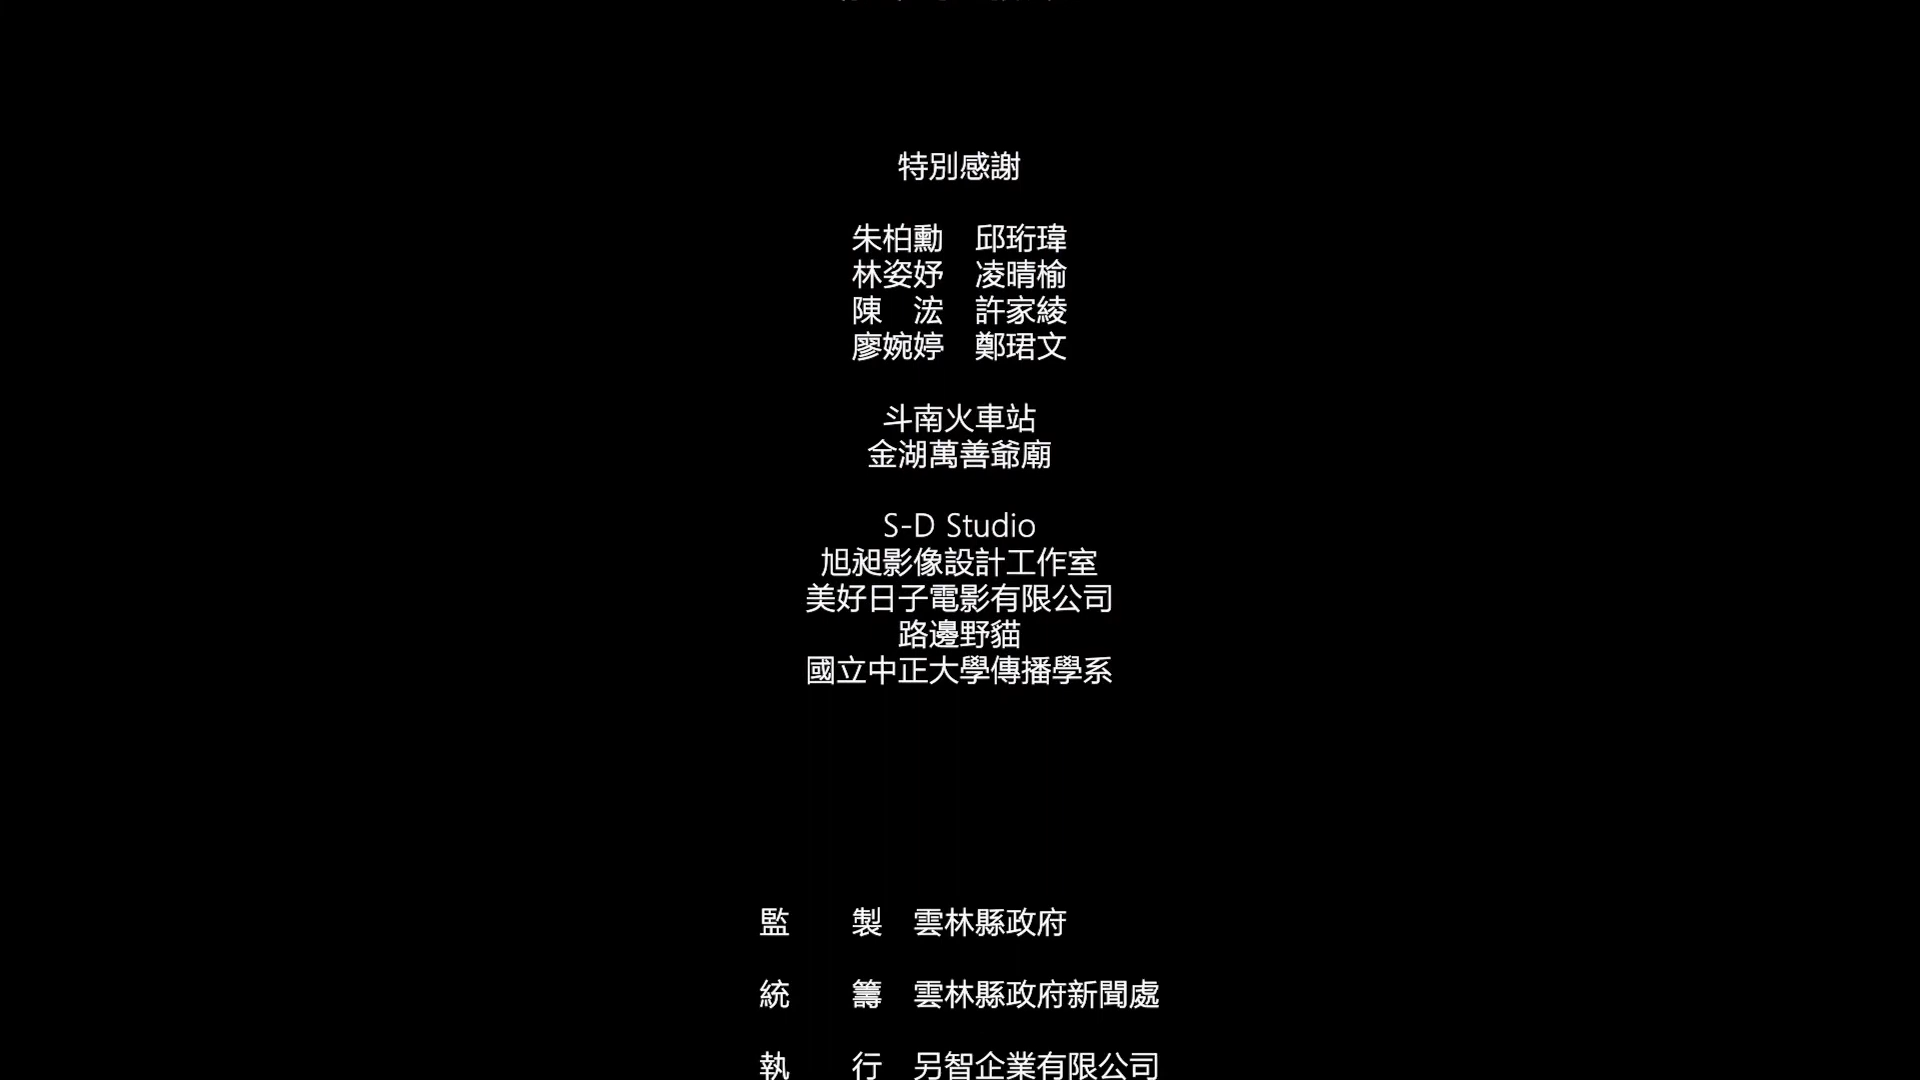 特別感謝
朱柏勳　邱珩瑋
林姿妤　凌晴榆
陳　浤　許家綾
廖婉婷　鄭珺文
斗南火車站
金湖萬善爺廟
S-D Studio
旭昶影像設計工作室
美好日子電影有限公司
路邊野貓
國立中正大學傳播學系
監　　製　雲林縣政府
統　　籌　雲林縣政府新聞處
執　　行　另智企業有限公司